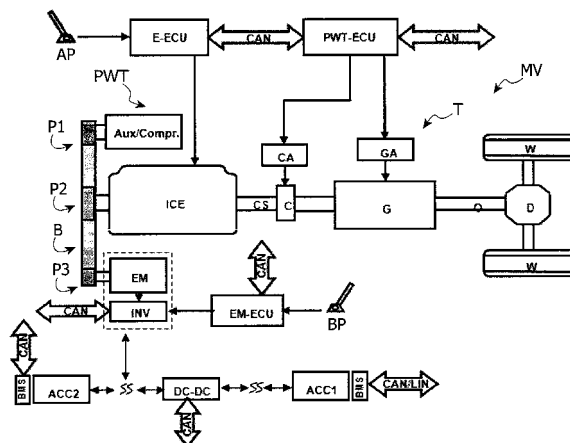 AP
E-ECU
CAN
PWT-ECU
CAN
MV
PWT
P1
Aux/Compr.
T
CA
GA
W
P2
ICE
CS
C
G
O
D
B
W
P3
EM
CAN
CAN
INV
EM-ECU
BP
CAN
BMS
ACC2
SS
DC-DC
SS
ACC1
BMS
CAN/LIN
CAN